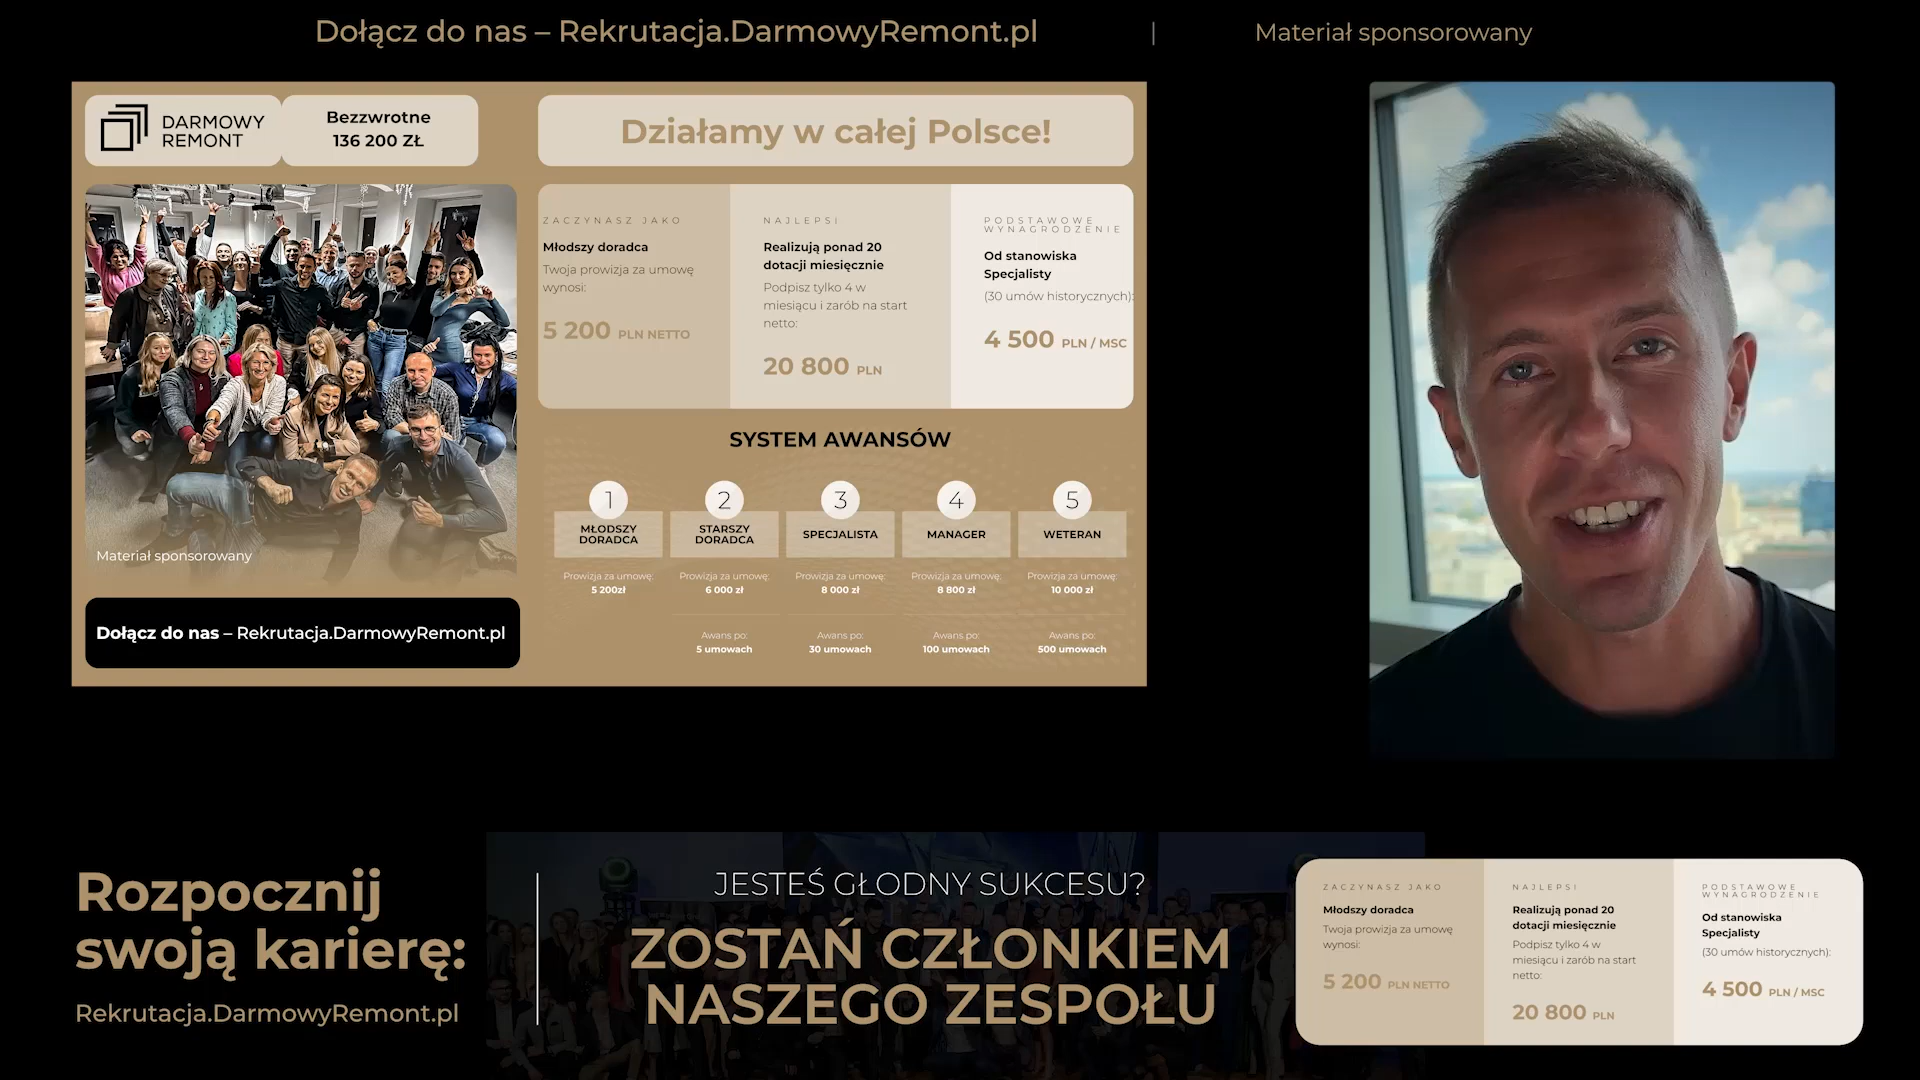 Dołącz do nas – Rekrutacja.DarmowyRemont.pl
|
Materiał sponsorowany
DARMOWY
REMONT
Bezzwrotne
136 200 ZŁ
Działamy w całej Polsce!
ZACZYNASZ JAKO
Młodszy doradca
Twoja prowizja za umowę
wynosi:
5 200 PLN NETTO
NAJLEPSI
Realizują ponad 20
dotacji miesięcznie
Podpisz tylko 4 w
miesiącu i zarób na start
netto:
20 800 PLN
PODSTAWOWE
WYNAGRODZENIE
Od stanowiska
Specjalisty
(30 umów historycznych):
4 500 PLN / MSC
Materiał sponsorowany
Dołącz do nas – Rekrutacja.DarmowyRemont.pl
SYSTEM AWANSÓW
1
MŁODSZY
DORADCA
Prowizja za umowę:
5 200zł
2
STARSZY
DORADCA
Prowizja za umowę:
6 000 zł
Awans po:
5 umowach
3
SPECJALISTA
Prowizja za umowę:
8 000 zł
Awans po:
30 umowach
4
MANAGER
Prowizja za umowę:
8 800 zł
Awans po:
100 umowach
5
WETERAN
Prowizja za umowę:
10 000 zł
Awans po:
500 umowach
Rozpocznij
swoją karierę:
Rekrutacja.DarmowyRemont.pl
JESTEŚ GŁODNY SUKCESU?
ZOSTAŃ CZŁONKIEM
NASZEGO ZESPOŁU
ZACZYNASZ JAKO
Młodszy doradca
Twoja prowizja za umowę
wynosi:
5 200 PLN NETTO
NAJLEPSI
Realizują ponad 20
dotacji miesięcznie
Podpisz tylko 4 w
miesiącu i zarób na start
netto:
20 800 PLN
PODSTAWOWE
WYNAGRODZENIE
Od stanowiska
Specjalisty
(30 umów historycznych):
4 500 PLN / MSC